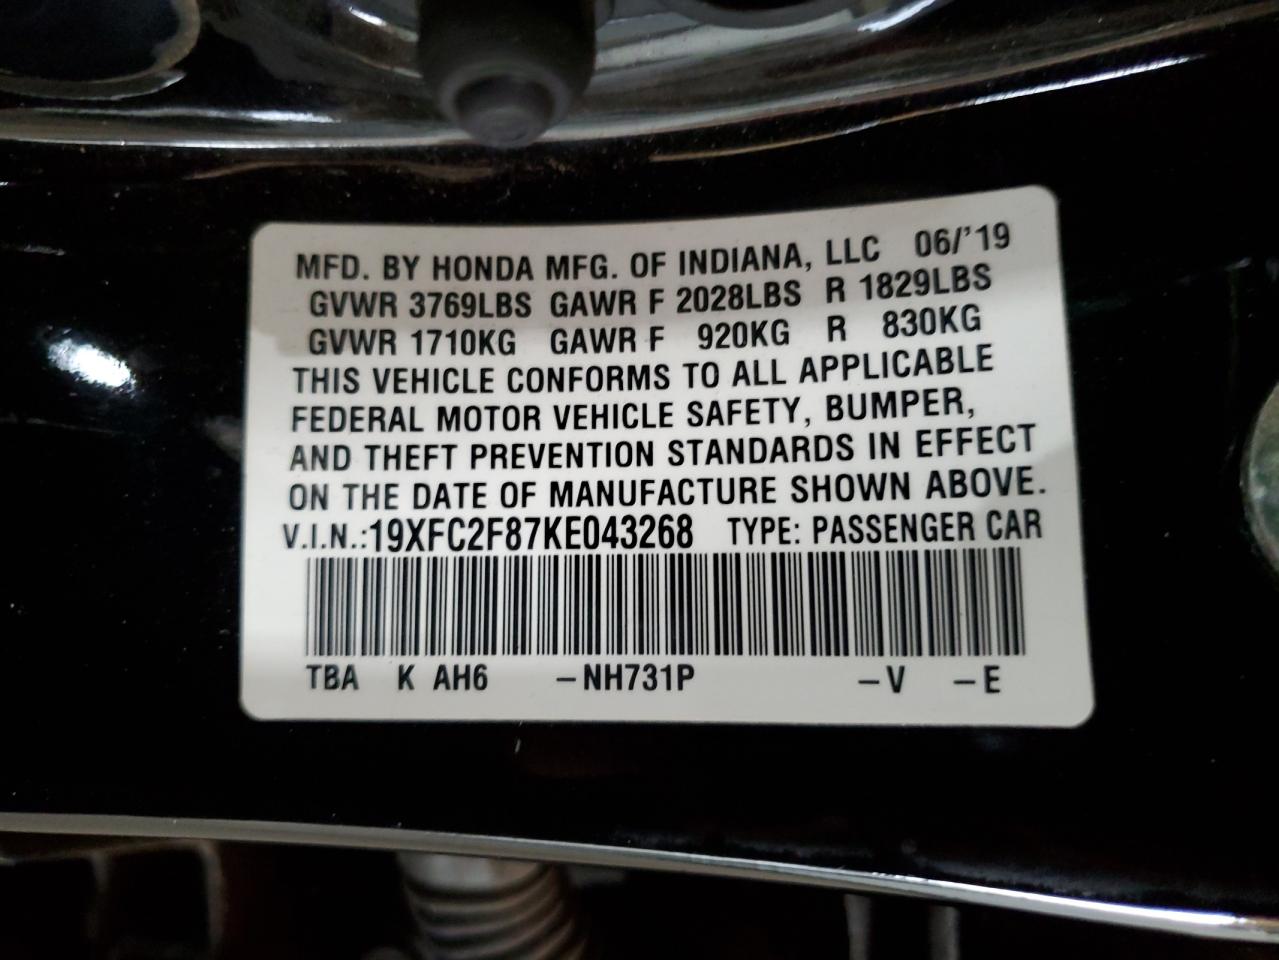 MFD. BY HONDA MFG. OF INDIANA, LLC 06/'19
GVWR 3769LBS GAWR F 2028LBS R 1829LBS
GVWR 1710KG GAWR F 920KG R 830KG
THIS VEHICLE CONFORMS TO ALL APPLICABLE
FEDERAL MOTOR VEHICLE SAFETY, BUMPER,
AND THEFT PREVENTION STANDARDS IN EFFECT
ON THE DATE OF MANUFACTURE SHOWN ABOVE.
V.I.N.:19XFC2F87KE043268 TYPE: PASSENGER CAR
TBA K AH6 –NH731P –V –E